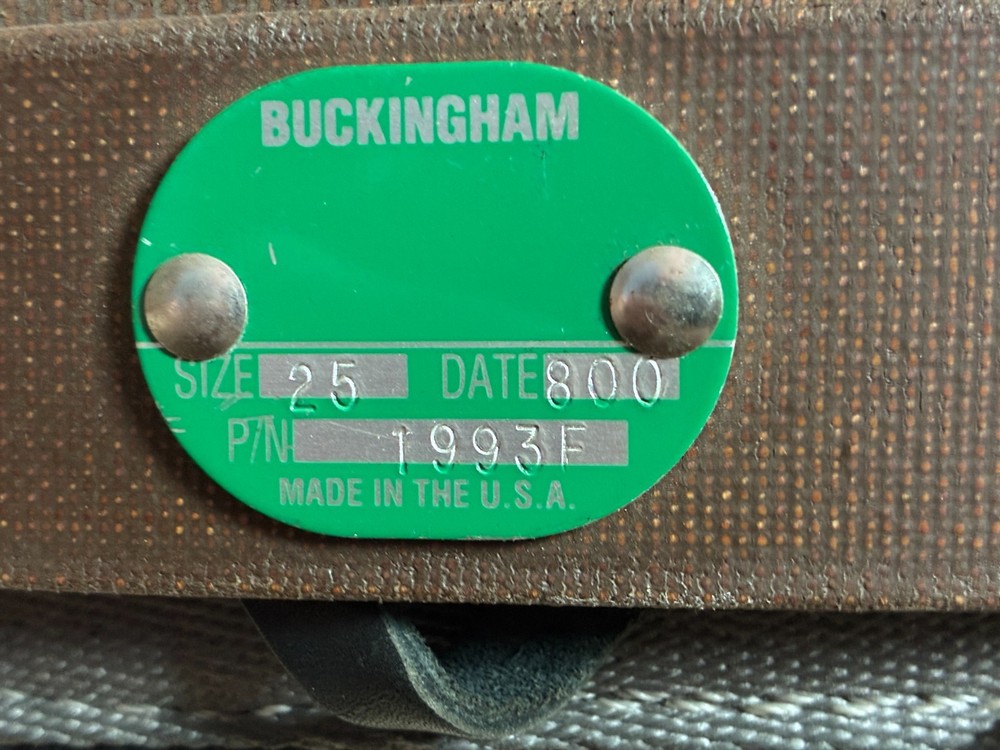 BUCKINGHAM
SIZE 25 DATE 800
P/N 1993F
MADE IN THE U.S.A.